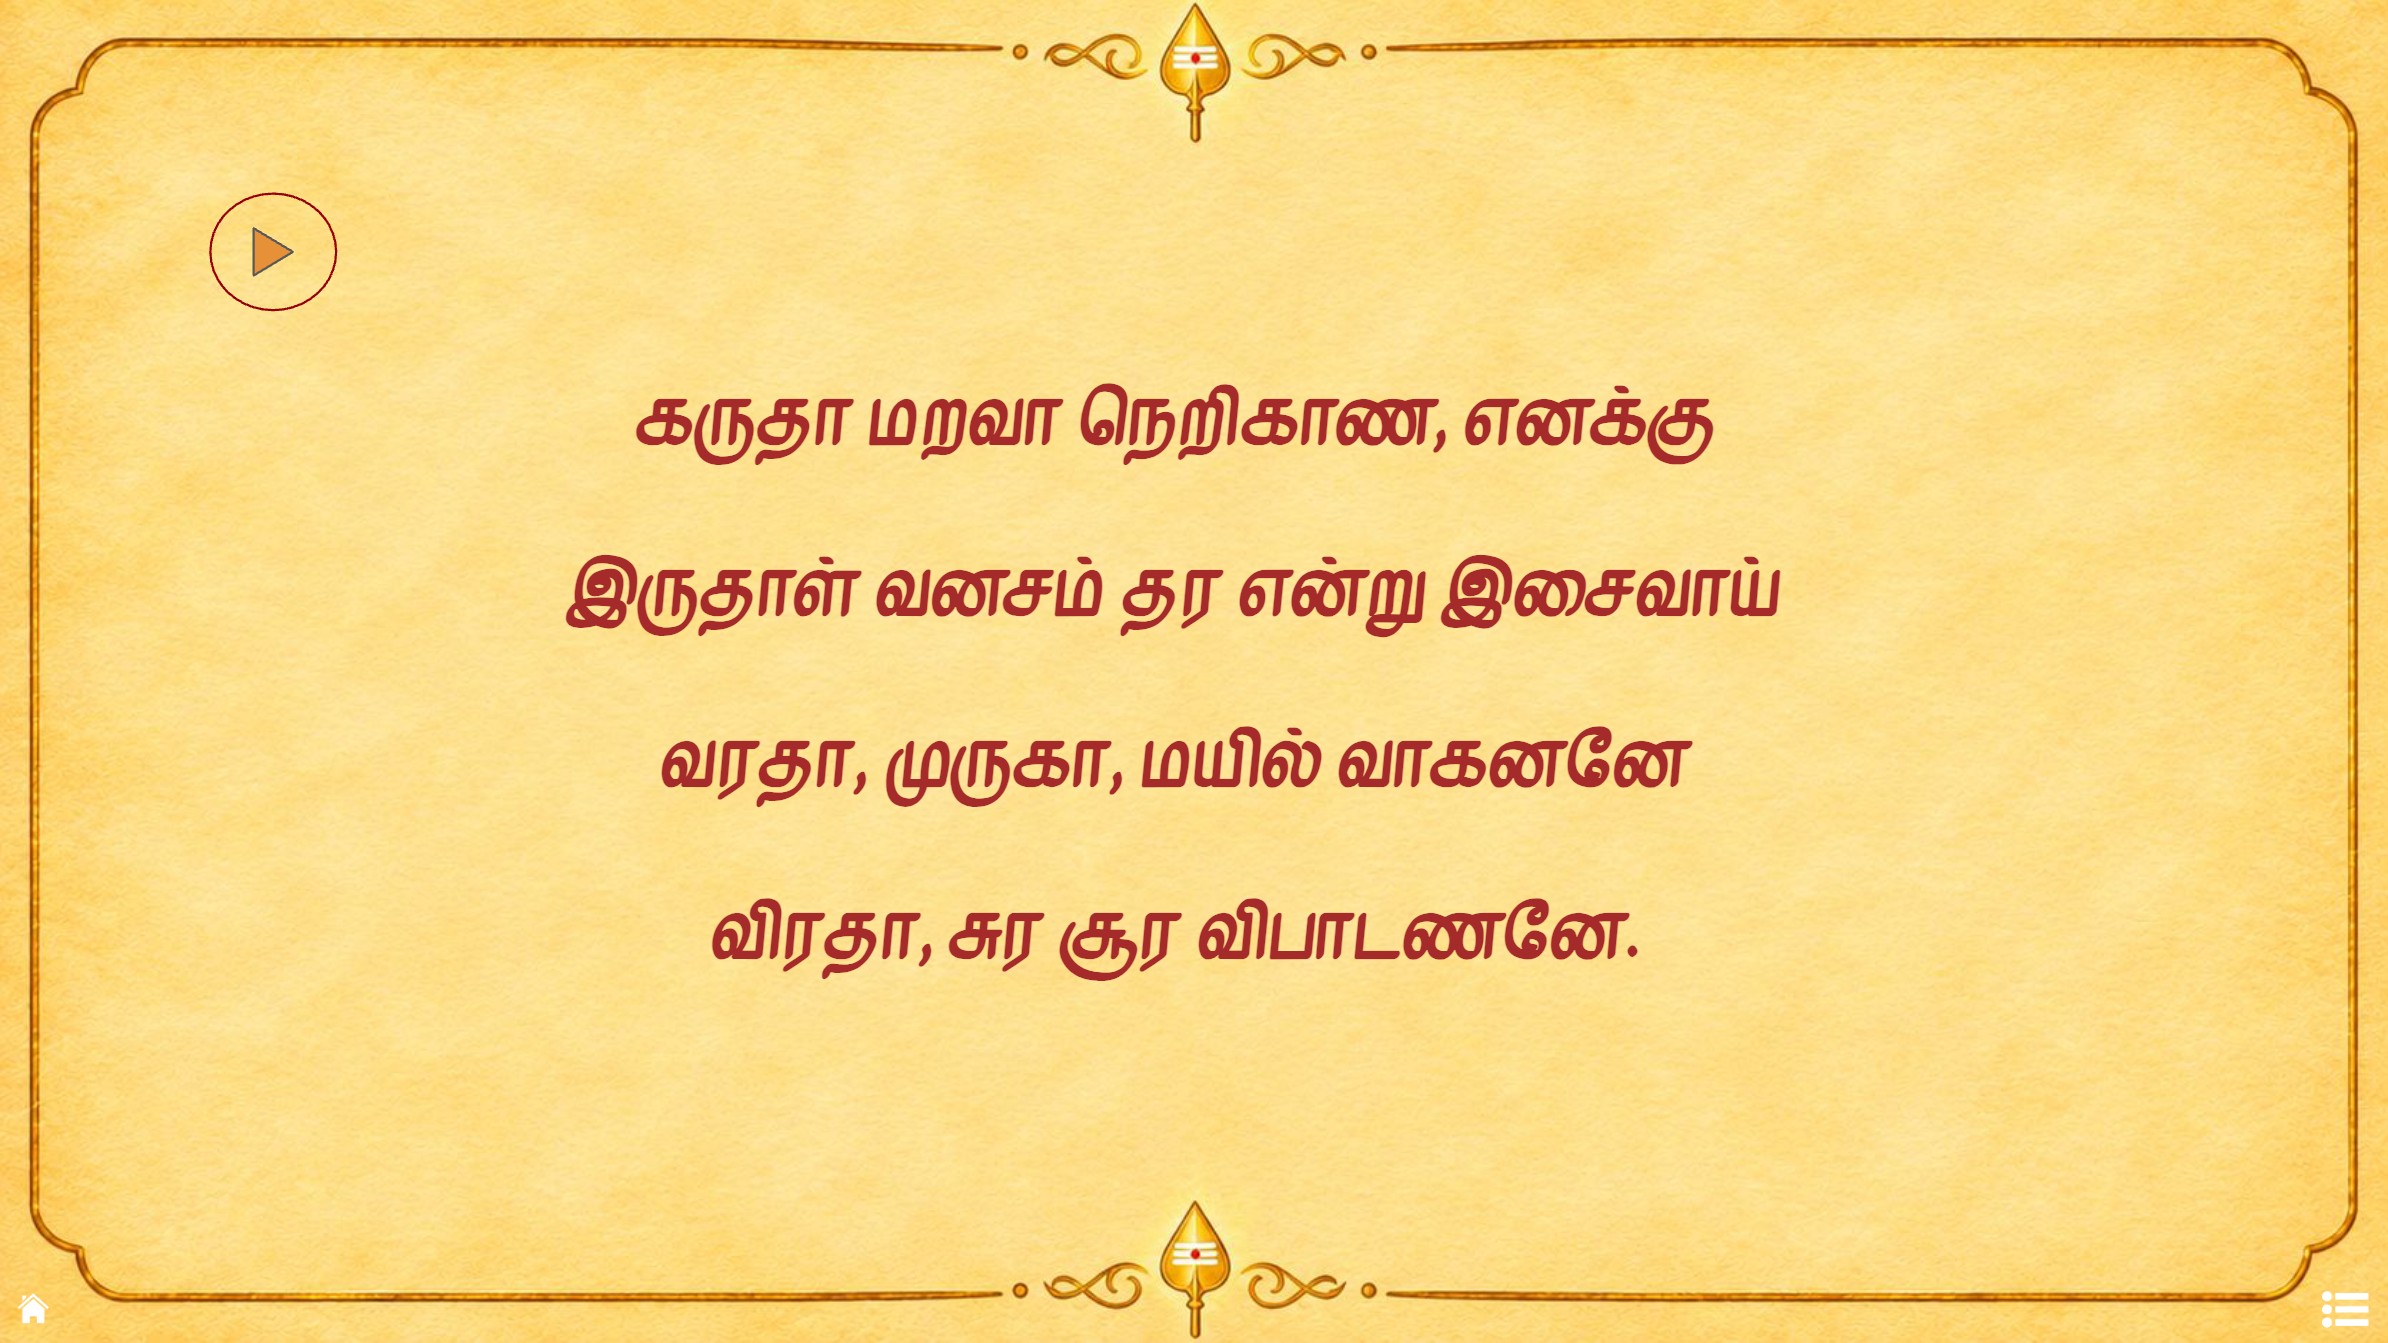 கருதா மறவா நெறிகாண, எனக்கு
இருதாள் வனசம் தர என்று இசைவாய்
வரதா, முருகா, மயில் வாகனனே
விரதா, சுர சூர விபாடணனே.